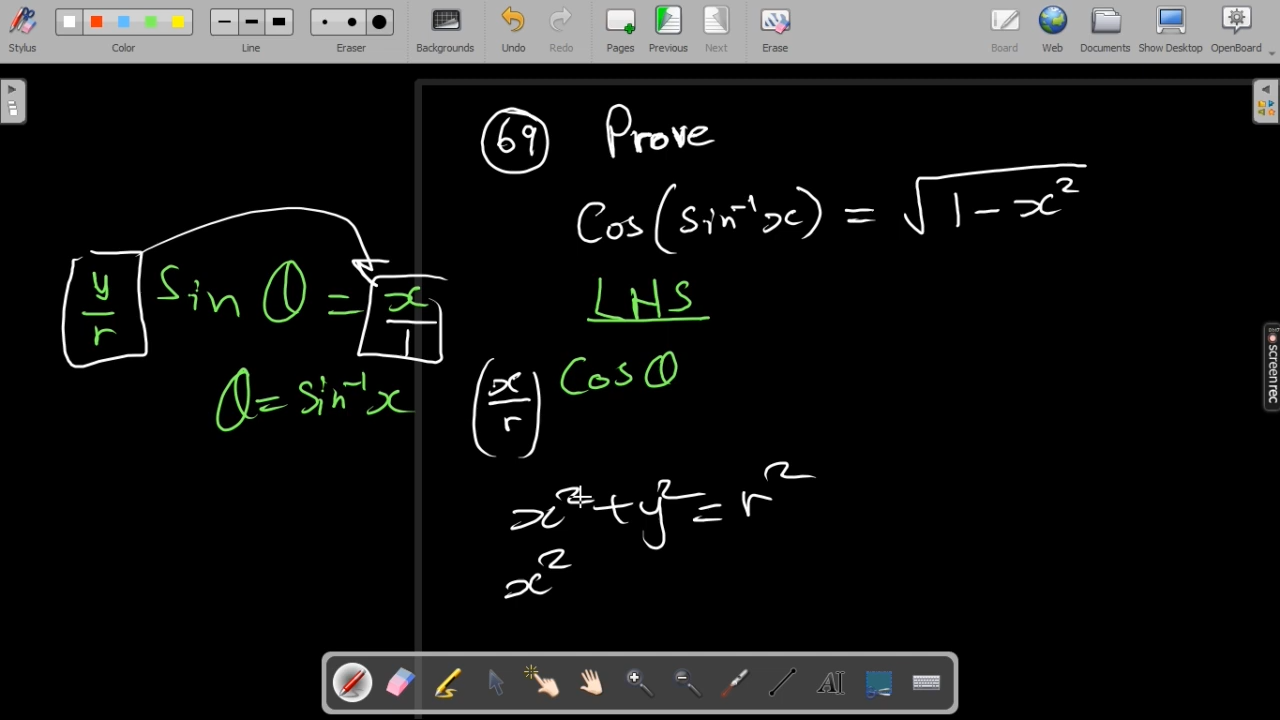 Stylus Color Line Eraser Backgrounds Undo Redo Pages Previous Next Erase Board Web Documents Show Desktop OpenBoard
69 Prove
Cos(sin⁻¹x) = √(1-x²)
y/r Sin θ = x/1
θ = sin⁻¹x
LHS
(x/r) Cos θ
x² + y² = r²
x²
AI
screenrec